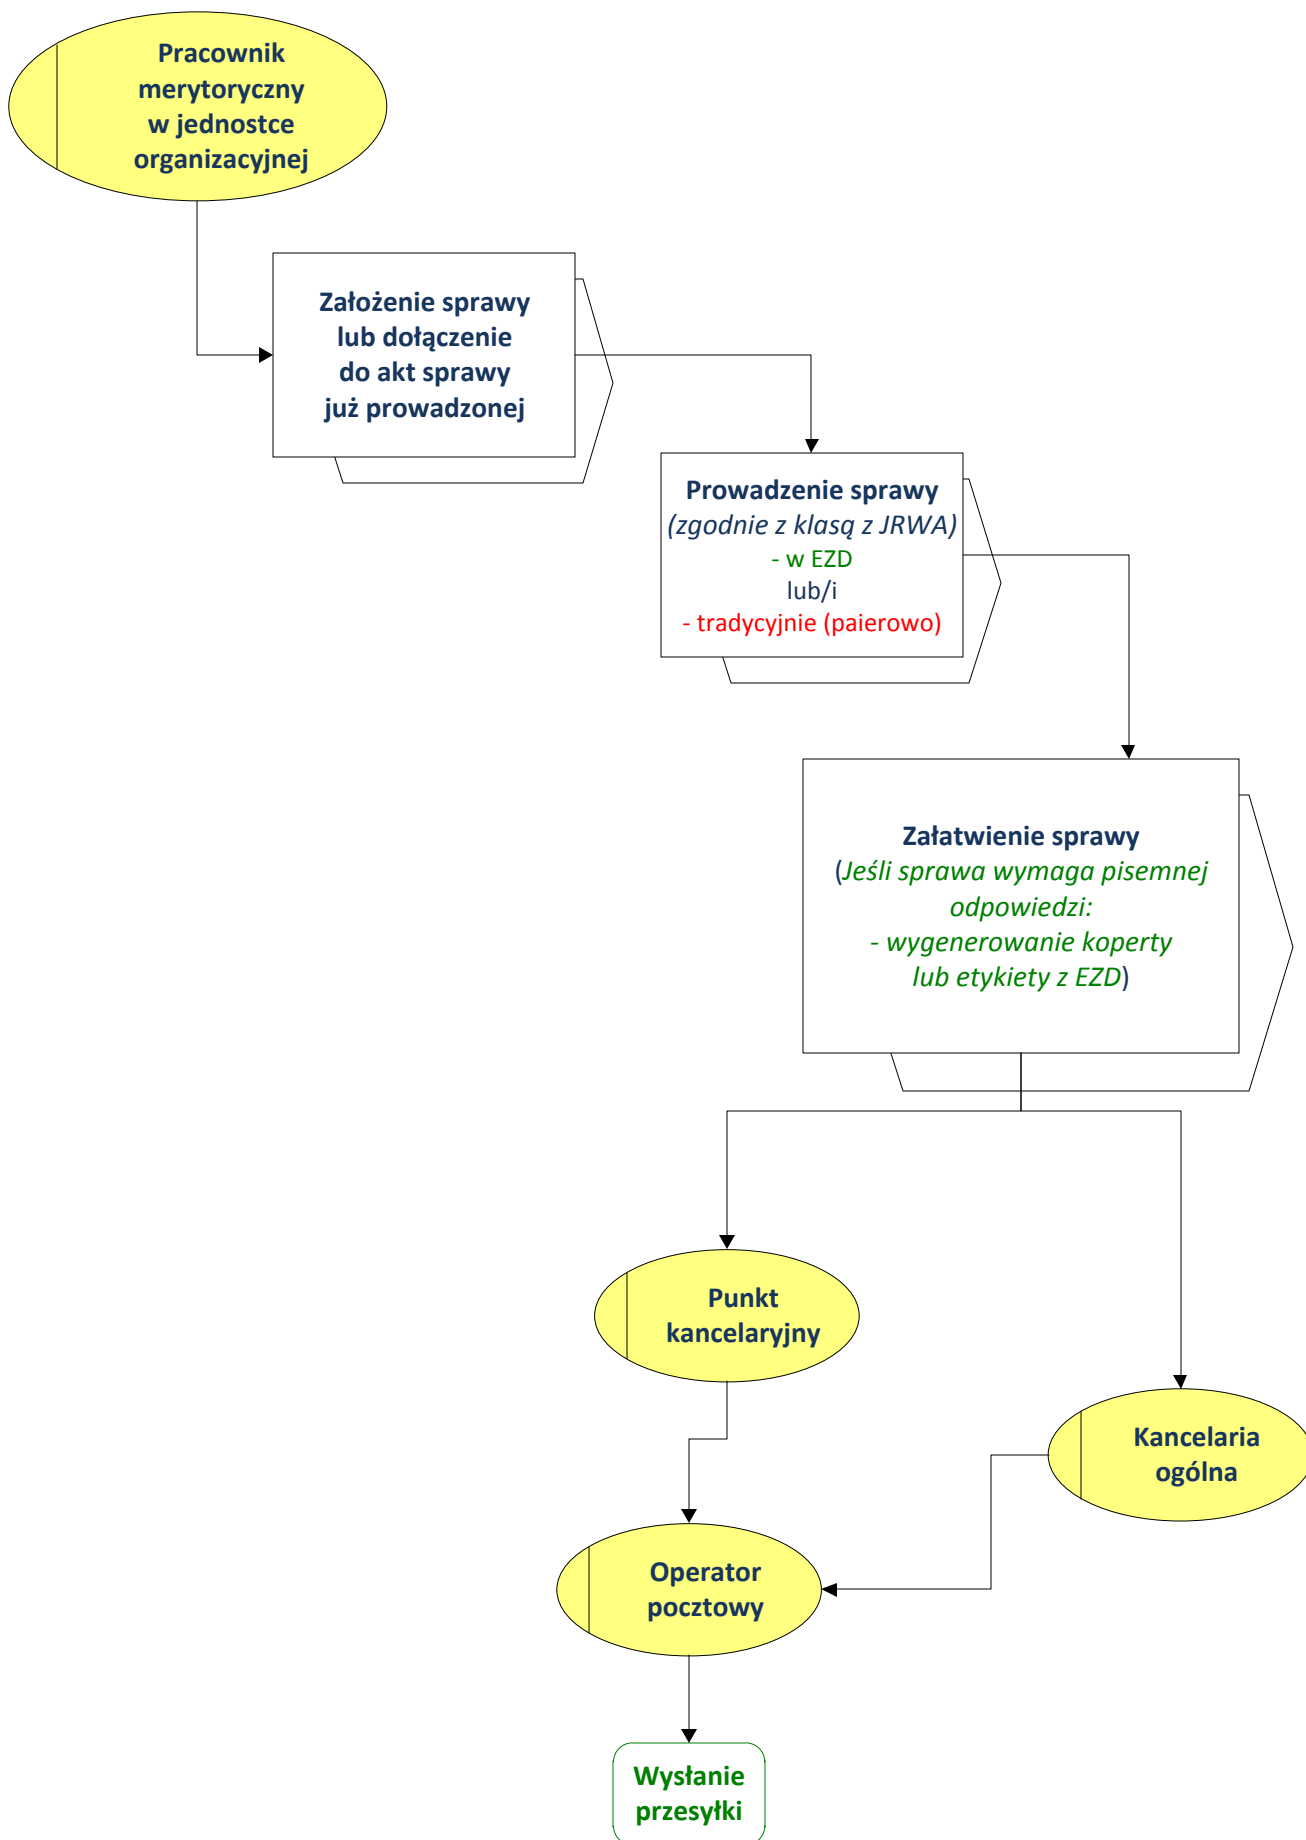 Pracownik
merytoryczny
w jednostce
organizacyjnej
Założenie sprawy
lub dołączenie
do akt sprawy
już prowadzonej
Prowadzenie sprawy
(zgodnie z klasą z JRWA)
- w EZD
lub/i
- tradycyjnie (paierowo)
Załatwienie sprawy
(Jeśli sprawa wymaga pisemnej
odpowiedzi:
- wygenerowanie koperty
lub etykiety z EZD)
Punkt
kancelaryjny
Kancelaria
ogólna
Operator
pocztowy
Wysłanie
przesyłki